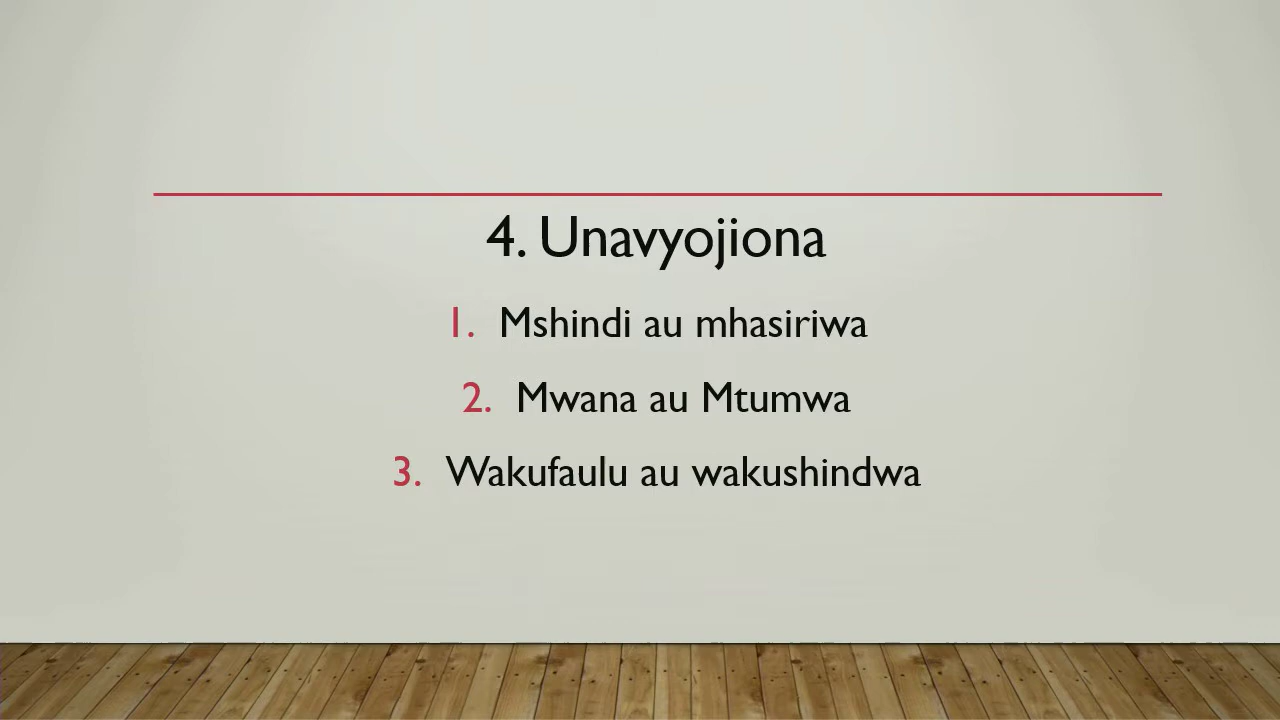 4. Unavyojiona
1. Mshindi au mhasiriwa
2. Mwana au Mtumwa
3. Wakufaulu au wakushindwa